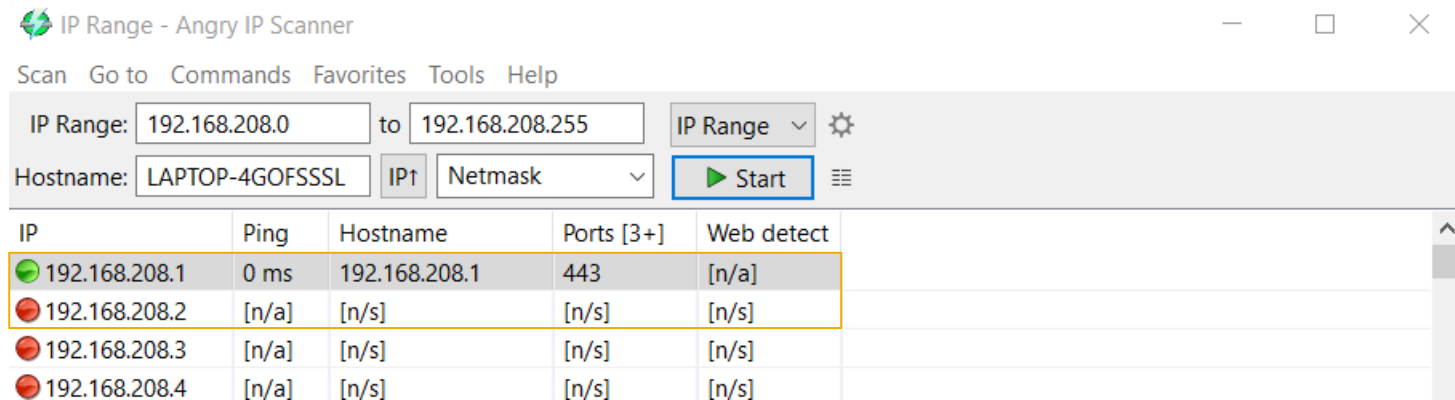 IP Range - Angry IP Scanner
Scan Go to Commands Favorites Tools Help
IP Range: 192.168.208.0 to 192.168.208.255 IP Range
Hostname: LAPTOP-4GOFSSSL IP↑ Netmask Start
IP Ping Hostname Ports [3+] Web detect
192.168.208.1 0 ms 192.168.208.1 443 [n/a]
192.168.208.2 [n/a] [n/s] [n/s] [n/s]
192.168.208.3 [n/a] [n/s] [n/s] [n/s]
192.168.208.4 [n/a] [n/s] [n/s] [n/s]